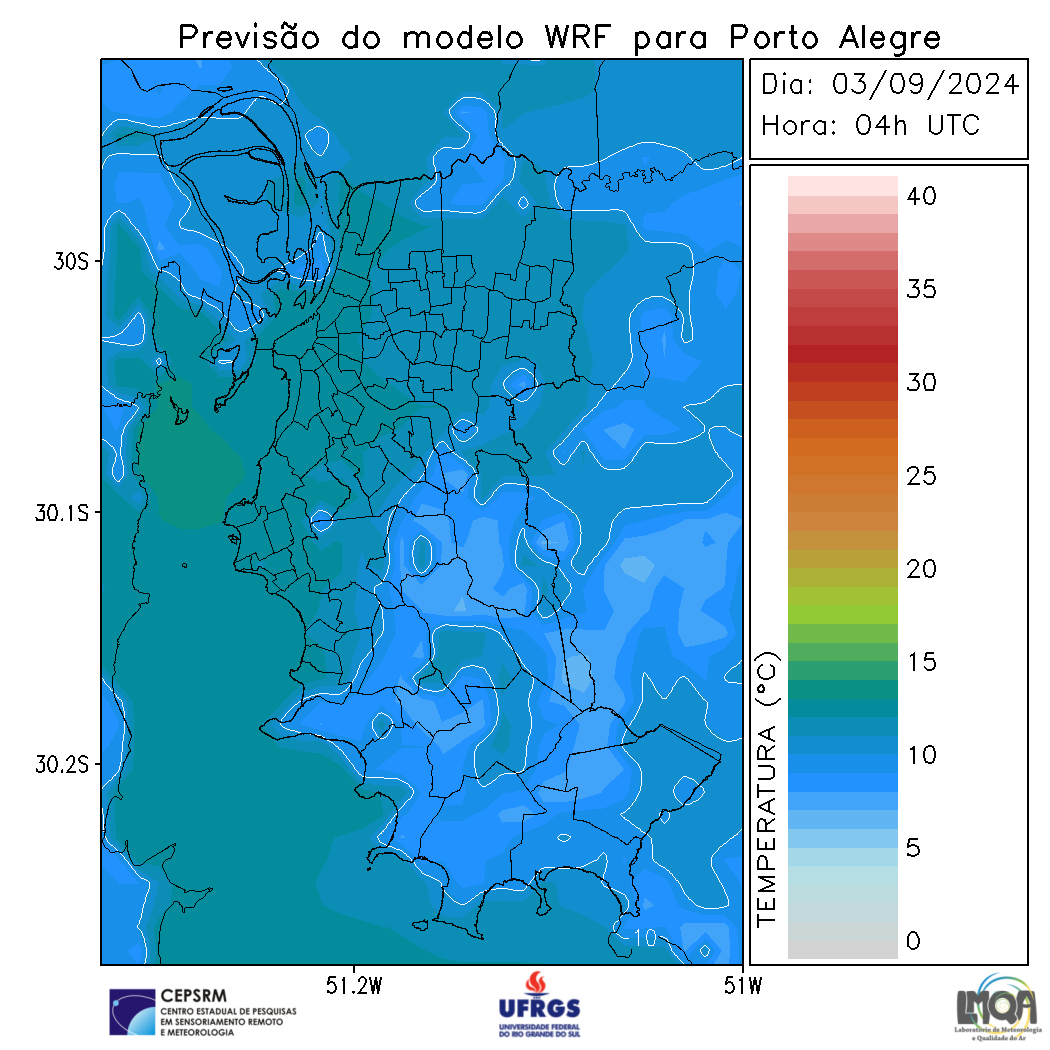 Previsão do modelo WRF para Porto Alegre
Dia: 03/09/2024
Hora: 04h UTC
40
35
30
25
20
15
10
5
0
TEMPERATURA (°C)
30S
30.1S
30.2S
51.2W
51W
10
CEPSRM
CENTRO ESTADUAL DE PESQUISAS
EM SENSORIAMENTO REMOTO
E METEOROLOGIA
UFRGS
UNIVERSIDADE FEDERAL
DO RIO GRANDE DO SUL
LMQA
Laboratório de Meteorologia
e Qualidade do Ar